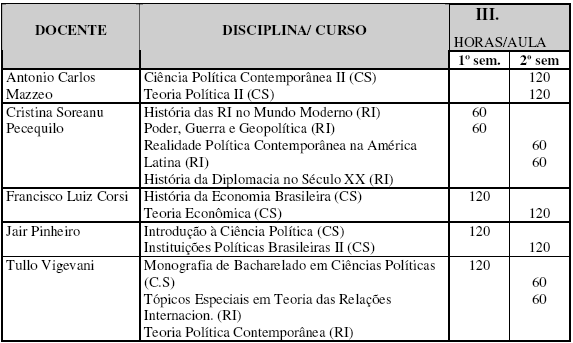 DOCENTE DISCIPLINA/ CURSO III.
HORAS/AULA
1º sem. 2º sem
Antonio Carlos Ciência Política Contemporânea II (CS) 120
Mazzeo Teoria Política II (CS) 120
Cristina Soreanu História das RI no Mundo Moderno (RI) 60
Pecequilo Poder, Guerra e Geopolítica (RI) 60
Realidade Política Contemporânea na América 60
Latina (RI) 60
História da Diplomacia no Século XX (RI)
Francisco Luiz Corsi História da Economia Brasileira (CS) 120
Teoria Econômica (CS) 120
Jair Pinheiro Introdução à Ciência Política (CS) 120
Instituições Políticas Brasileiras II (CS) 120
Tullo Vigevani Monografia de Bacharelado em Ciências Políticas 120
(C.S) 60
Tópicos Especiais em Teoria das Relações 60
Internacion. (RI)
Teoria Política Contemporânea (RI)